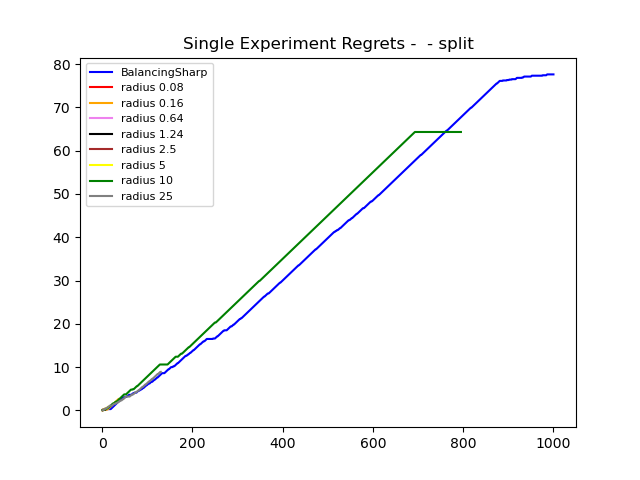 Single Experiment Regrets -  - split
80
70
60
50
40
30
20
10
0
BalancingSharp
radius 0.08
radius 0.16
radius 0.64
radius 1.24
radius 2.5
radius 5
radius 10
radius 25
0 200 400 600 800 1000